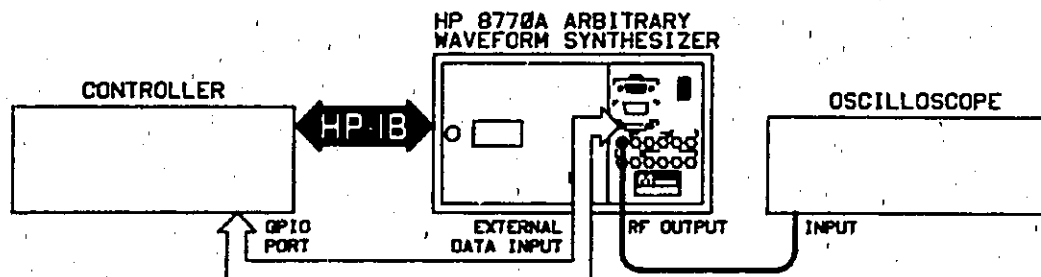 HP 8770A ARBITRARY
WAVEFORM SYNTHESIZER
CONTROLLER
HP-IB
OSCILLOSCOPE
GPIO
PORT
EXTERNAL
DATA INPUT
RF OUTPUT
INPUT